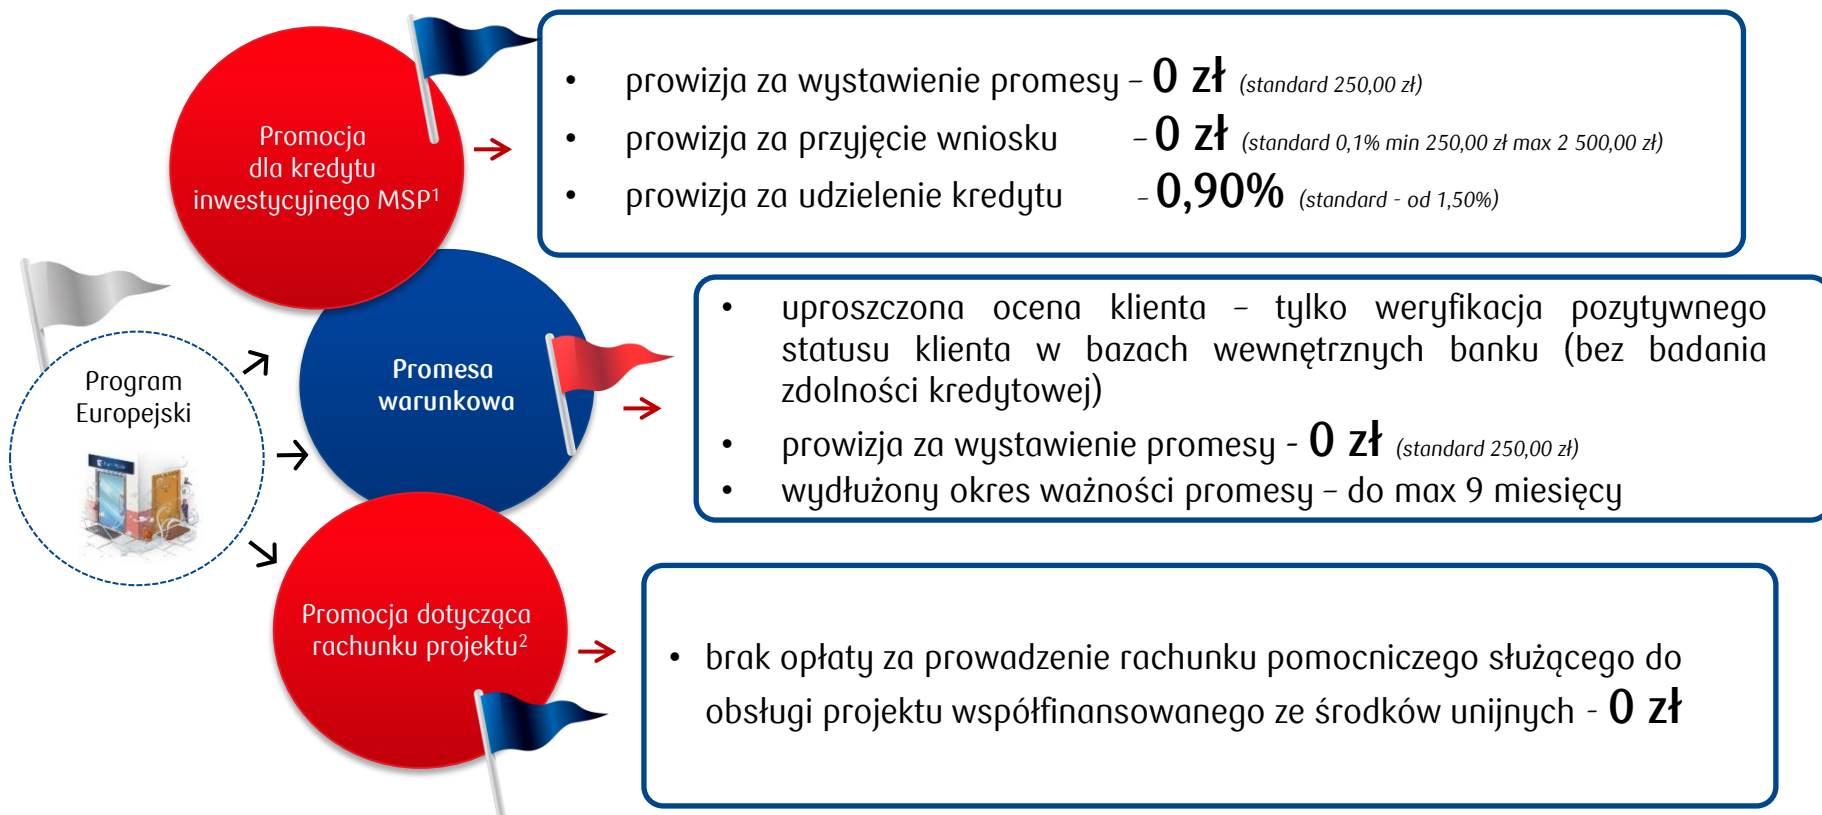 Promocja
dla kredytu
inwestycyjnego MSP¹
• prowizja za wystawienie promesy – 0 zł (standard 250,00 zł)
• prowizja za przyjęcie wniosku – 0 zł (standard 0,1% min 250,00 zł max 2 500,00 zł)
• prowizja za udzielenie kredytu – 0,90% (standard - od 1,50%)
Program
Europejski
Promesa
warunkowa
• uproszczona ocena klienta – tylko weryfikacja pozytywnego
statusu klienta w bazach wewnętrznych banku (bez badania
zdolności kredytowej)
• prowizja za wystawienie promesy - 0 zł (standard 250,00 zł)
• wydłużony okres ważności promesy – do max 9 miesięcy
Promocja dotycząca
rachunku projektu²
• brak opłaty za prowadzenie rachunku pomocniczego służącego do
obsługi projektu współfinansowanego ze środków unijnych - 0 zł